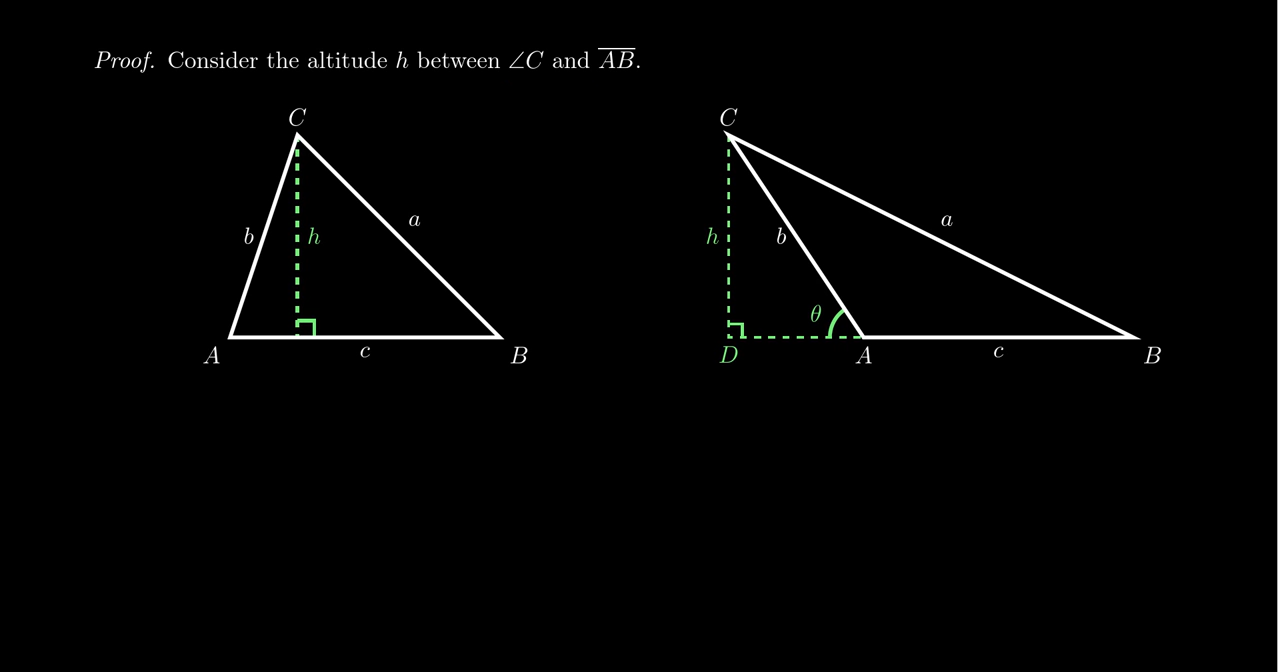 Proof. Consider the altitude h between ∠C and \overline{AB}.
C
b
h
a
A
c
B
C
h
b
a
θ
D
A
c
B